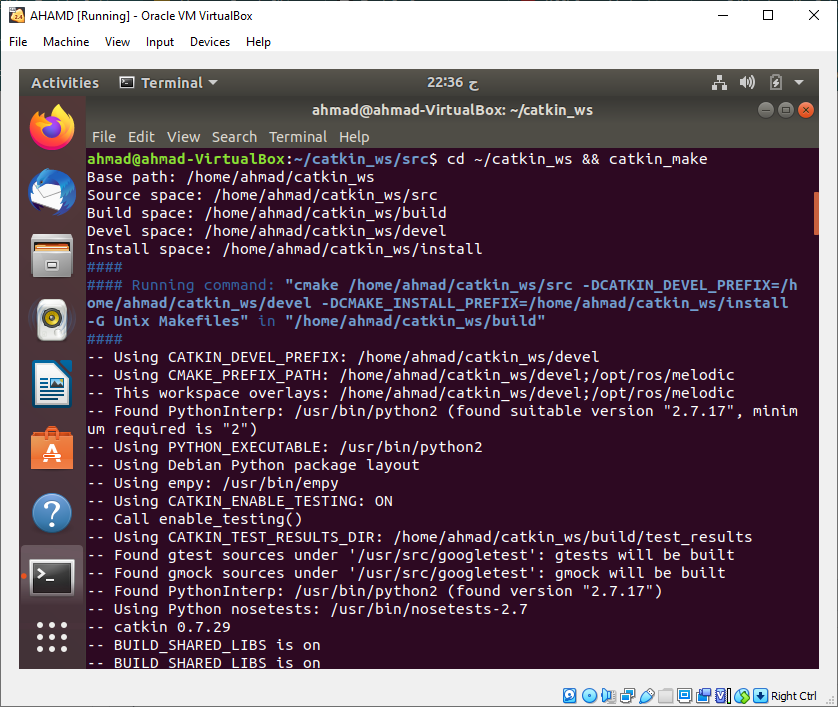 AHAMD [Running] - Oracle VM VirtualBox
File Machine View Input Devices Help
Activities Terminal 22:36 ح
ahmad@ahmad-VirtualBox: ~/catkin_ws
File Edit View Search Terminal Help
ahmad@ahmad-VirtualBox:~/catkin_ws/src$ cd ~/catkin_ws && catkin_make
Base path: /home/ahmad/catkin_ws
Source space: /home/ahmad/catkin_ws/src
Build space: /home/ahmad/catkin_ws/build
Devel space: /home/ahmad/catkin_ws/devel
Install space: /home/ahmad/catkin_ws/install
####
#### Running command: "cmake /home/ahmad/catkin_ws/src -DCATKIN_DEVEL_PREFIX=/h
ome/ahmad/catkin_ws/devel -DCMAKE_INSTALL_PREFIX=/home/ahmad/catkin_ws/install
-G Unix Makefiles" in "/home/ahmad/catkin_ws/build"
####
-- Using CATKIN_DEVEL_PREFIX: /home/ahmad/catkin_ws/devel
-- Using CMAKE_PREFIX_PATH: /home/ahmad/catkin_ws/devel;/opt/ros/melodic
-- This workspace overlays: /home/ahmad/catkin_ws/devel;/opt/ros/melodic
-- Found PythonInterp: /usr/bin/python2 (found suitable version "2.7.17", minim
um required is "2")
-- Using PYTHON_EXECUTABLE: /usr/bin/python2
-- Using Debian Python package layout
-- Using empy: /usr/bin/empy
-- Using CATKIN_ENABLE_TESTING: ON
-- Call enable_testing()
-- Using CATKIN_TEST_RESULTS_DIR: /home/ahmad/catkin_ws/build/test_results
-- Found gtest sources under '/usr/src/googletest': gtests will be built
-- Found gmock sources under '/usr/src/googletest': gmock will be built
-- Found PythonInterp: /usr/bin/python2 (found version "2.7.17")
-- Using Python nosetests: /usr/bin/nosetests-2.7
-- catkin 0.7.29
-- BUILD_SHARED_LIBS is on
-- BUILD_SHARED_LIBS is on
Right Ctrl